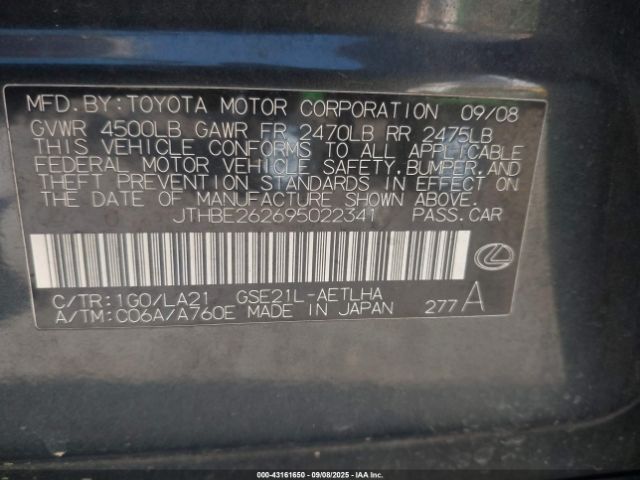 MFD.BY:TOYOTA MOTOR CORPORATION 09/08
GVWR 4500LB GAWR FR 2470LB RR 2475LB
THIS VEHICLE CONFORMS TO ALL APPLICABLE
FEDERAL MOTOR VEHICLE SAFETY,BUMPER,AND
THEFT PREVENTION STANDARDS IN EFFECT ON
THE DATE OF MANUFACTURE SHOWN ABOVE.
JTHBE262695022341 PASS.CAR
C/TR:1G0/LA21 GSE21L-AETLHA
A/TM:C06A/A760E MADE IN JAPAN 277 A
000-43161650 - 09/08/2025 - IAAI.COM